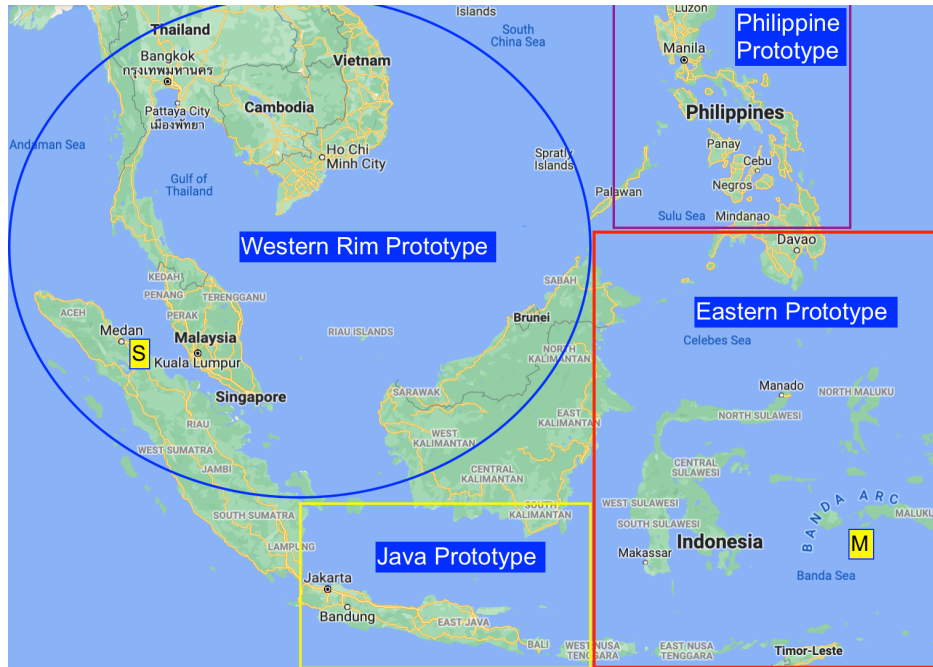 Thailand
Bangkok
กรุงเทพมหานคร
Pattaya City
เมืองพัทยา
Vietnam
Cambodia
Ho Chi
Minh City
Andaman Sea
Gulf of
Thailand
Islands
South
China Sea
Spratly
Islands
Luzon
Philippine
Prototype
Manila
Philippines
Panay
Cebu
Negros
Palawan
Sulu Sea
Mindanao
Davao
Western Rim Prototype
KEDAH
PENANG
TERENGGANU
PERAK
ACEH
Medan
S
Malaysia
Kuala Lumpur
Singapore
RIAU ISLANDS
SABAH
Brunei
NORTH
KALIMANTAN
SARAWAK
EAST
KALIMANTAN
WEST
KALIMANTAN
CENTRAL
KALIMANTAN
SOUTH
KALIMANTAN
RIAU
WEST SUMATRA
JAMBI
SOUTH SUMATRA
LAMPUNG
Eastern Prototype
Celebes Sea
Manado
NORTH MALUKU
NORTH SULAWESI
CENTRAL
SULAWESI
WEST SULAWESI
SOUTH SULAWESI
BANDA ARC
MALUKU
Indonesia
M
Makassar
Banda Sea
Java Prototype
Jakarta
Bandung
EAST JAVA
BALI
WEST NUSA
TENGGARA
EAST NUSA
TENGGARA
Timor-Leste